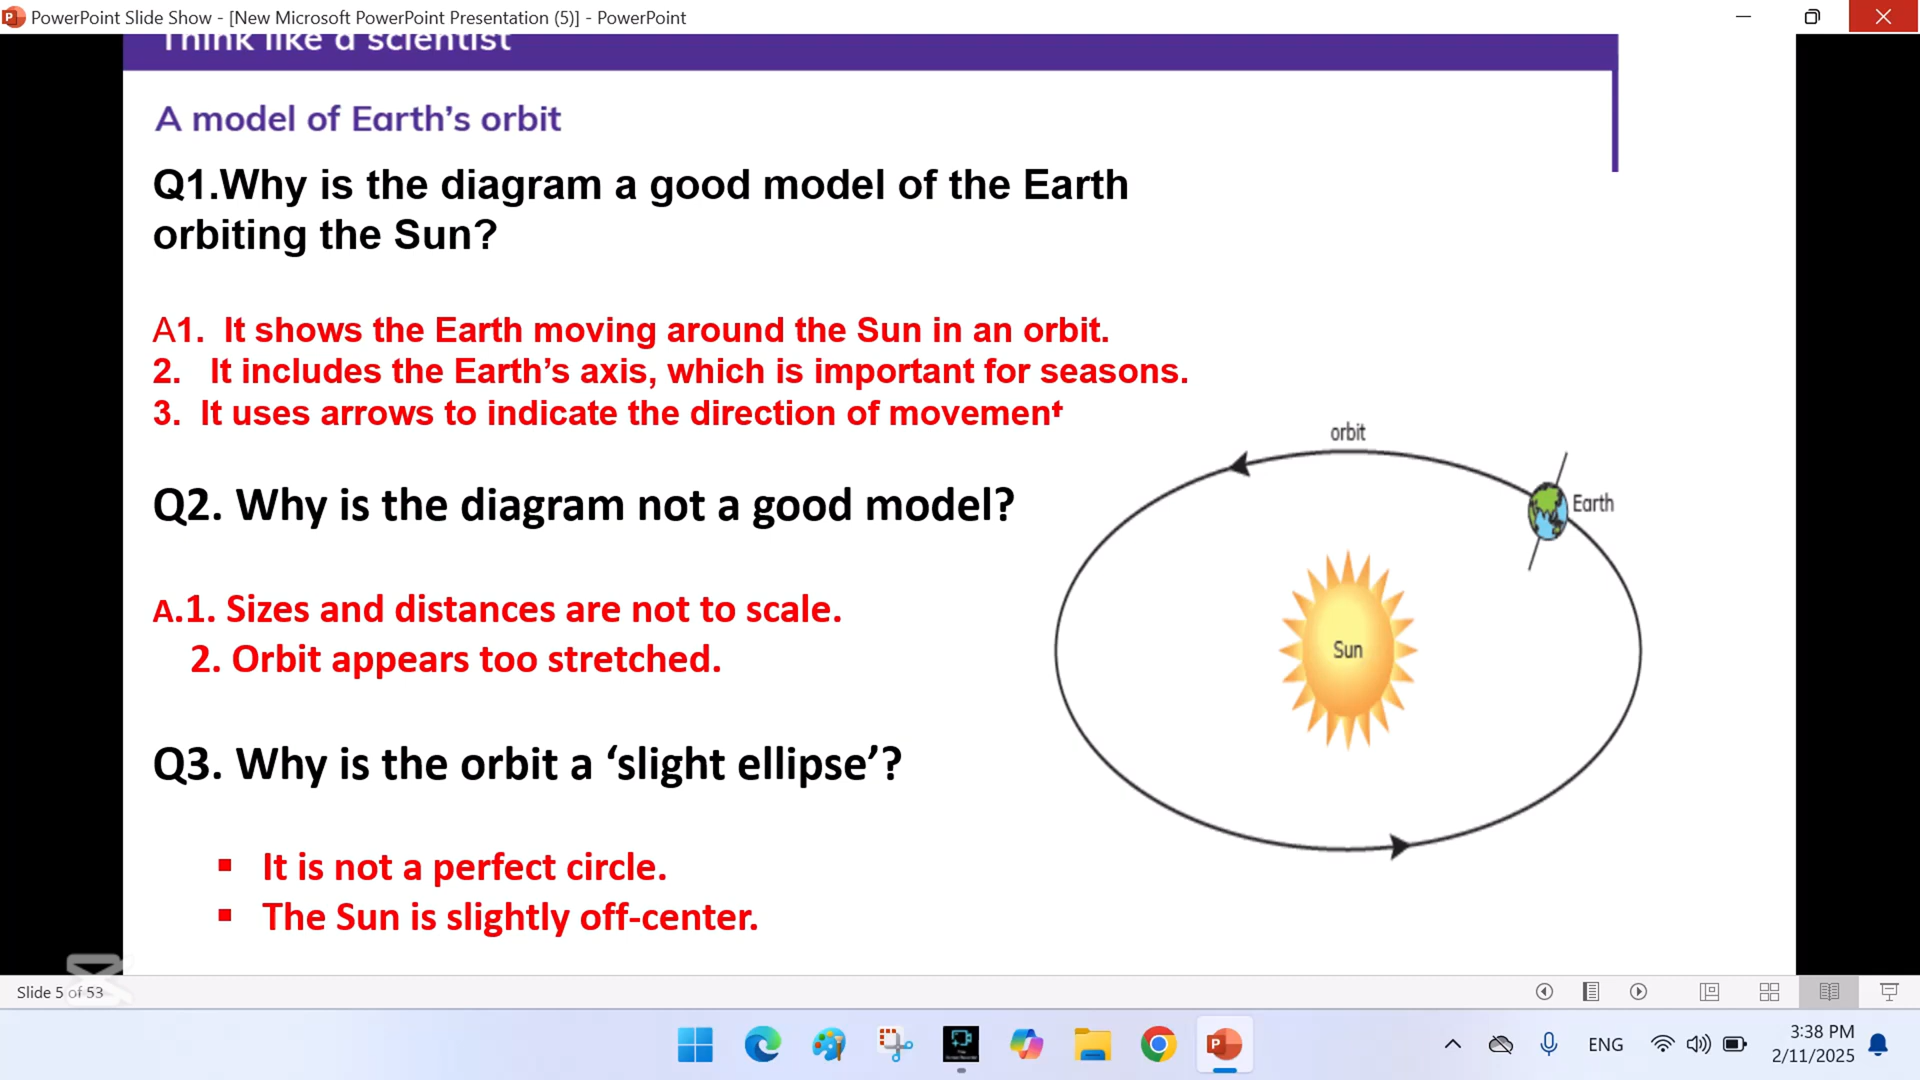 PowerPoint Slide Show - [New Microsoft PowerPoint Presentation (5)] - PowerPoint
Think like a scientist
A model of Earth's orbit
Q1.Why is the diagram a good model of the Earth
orbiting the Sun?
A1. It shows the Earth moving around the Sun in an orbit.
2. It includes the Earth's axis, which is important for seasons.
3. It uses arrows to indicate the direction of movement
orbit
Earth
Sun
Q2. Why is the diagram not a good model?
A.1. Sizes and distances are not to scale.
2. Orbit appears too stretched.
Q3. Why is the orbit a ‘slight ellipse’?
▪ It is not a perfect circle.
▪ The Sun is slightly off-center.
Slide 5 of 53
ENG
3:38 PM
2/11/2025